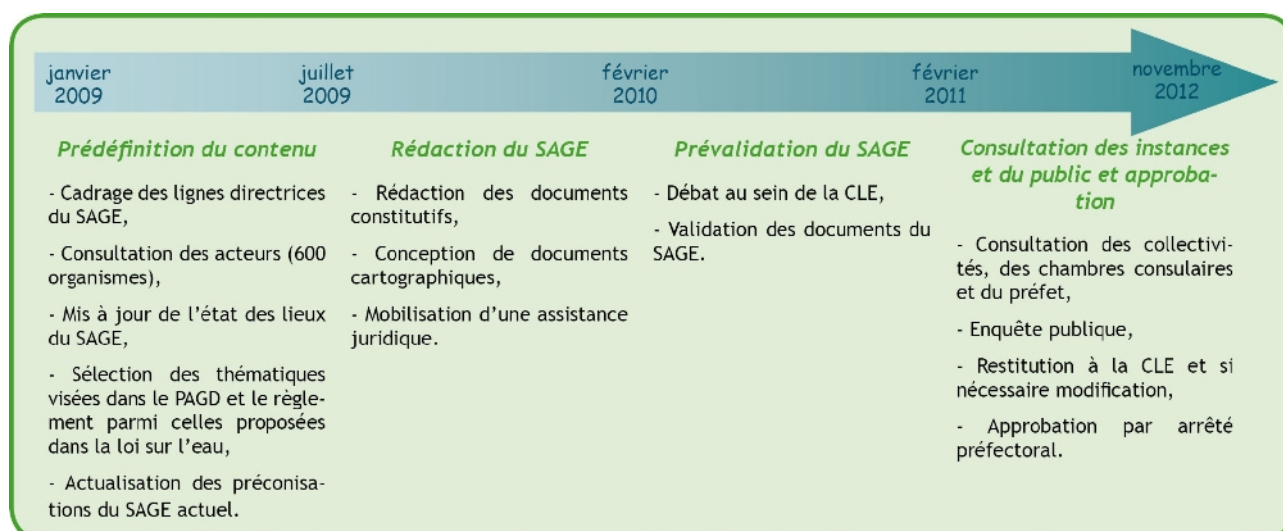 janvier
2009
juillet
2009
février
2010
février
2011
novembre
2012
Prédéfinition du contenu
- Cadrage des lignes directrices
du SAGE,
- Consultation des acteurs (600
organismes),
- Mis à jour de l'état des lieux
du SAGE,
- Sélection des thématiques
visées dans le PAGD et le règle-
ment parmi celles proposées
dans la loi sur l'eau,
- Actualisation des préconisa-
tions du SAGE actuel.
Rédaction du SAGE
- Rédaction des documents
constitutifs,
- Conception de documents
cartographiques,
- Mobilisation d'une assistance
juridique.
Prévalidation du SAGE
- Débat au sein de la CLE,
- Validation des documents du
SAGE.
Consultation des instances
et du public et approba-
tion
- Consultation des collectivi-
tés, des chambres consulaires
et du préfet,
- Enquête publique,
- Restitution à la CLE et si
nécessaire modification,
- Approbation par arrêté
préfectoral.